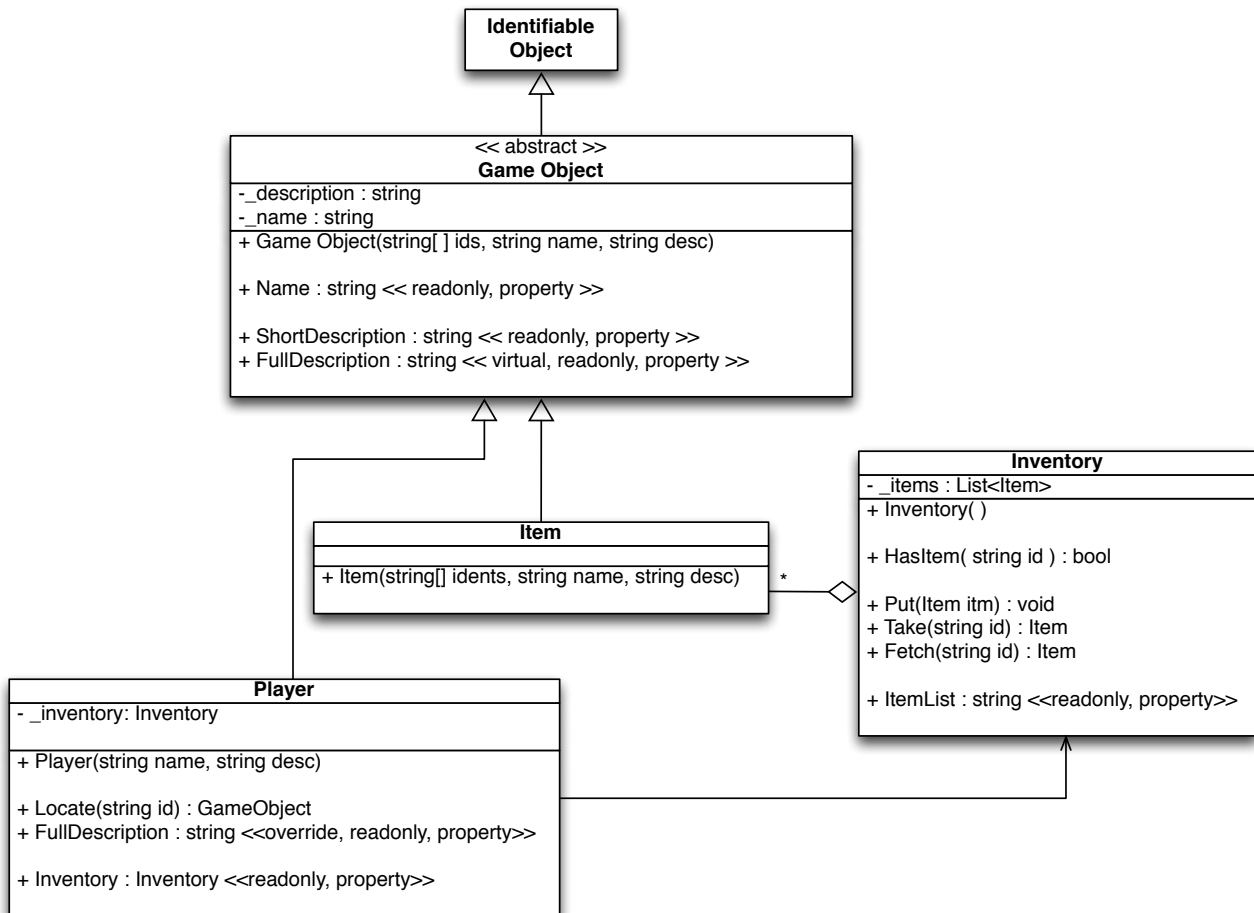 Identifiable
Object
<< abstract >>
Game Object
-_description : string
-_name : string
+ Game Object(string[ ] ids, string name, string desc)
+ Name : string << readonly, property >>
+ ShortDescription : string << readonly, property >>
+ FullDescription : string << virtual, readonly, property >>
Inventory
- _items : List<Item>
+ Inventory( )
+ HasItem( string id ) : bool
+ Put(Item itm) : void
+ Take(string id) : Item
+ Fetch(string id) : Item
+ ItemList : string <<readonly, property>>
Item
+ Item(string[] idents, string name, string desc)
*
Player
- _inventory: Inventory
+ Player(string name, string desc)
+ Locate(string id) : GameObject
+ FullDescription : string <<override, readonly, property>>
+ Inventory : Inventory <<readonly, property>>